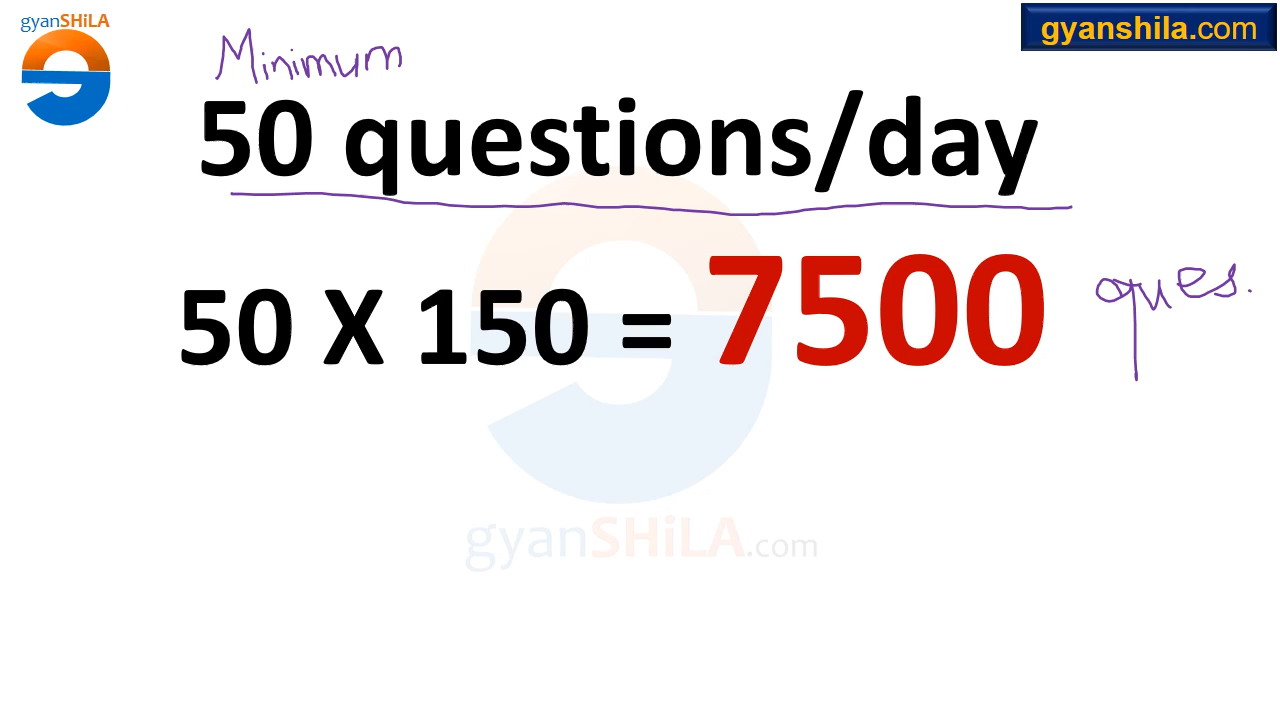 gyanSHiLA
gyanshila.com
Minimum
50 questions/day
50 X 150 = 7500 ques.
gyanSHiLA.com